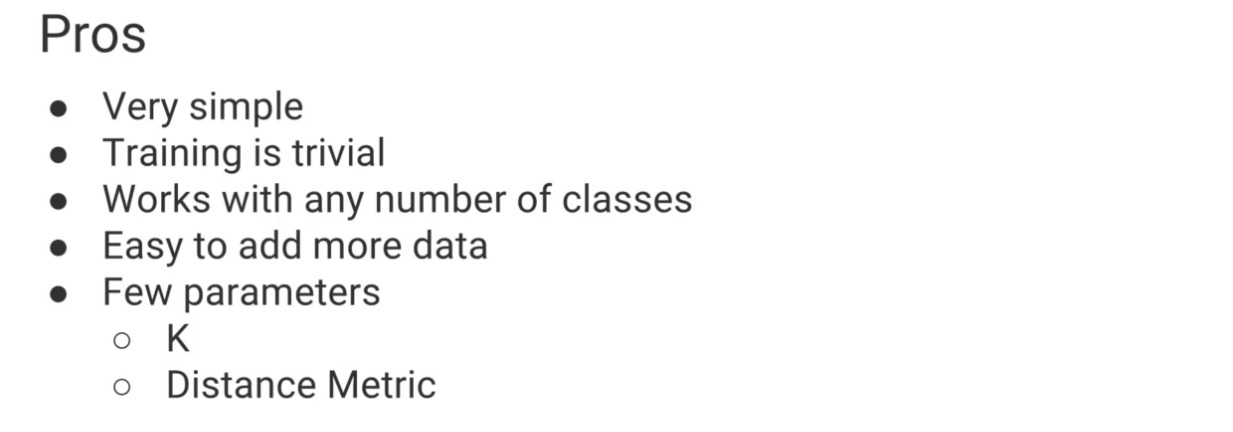 Pros
● Very simple
● Training is trivial
● Works with any number of classes
● Easy to add more data
● Few parameters
○ K
○ Distance Metric